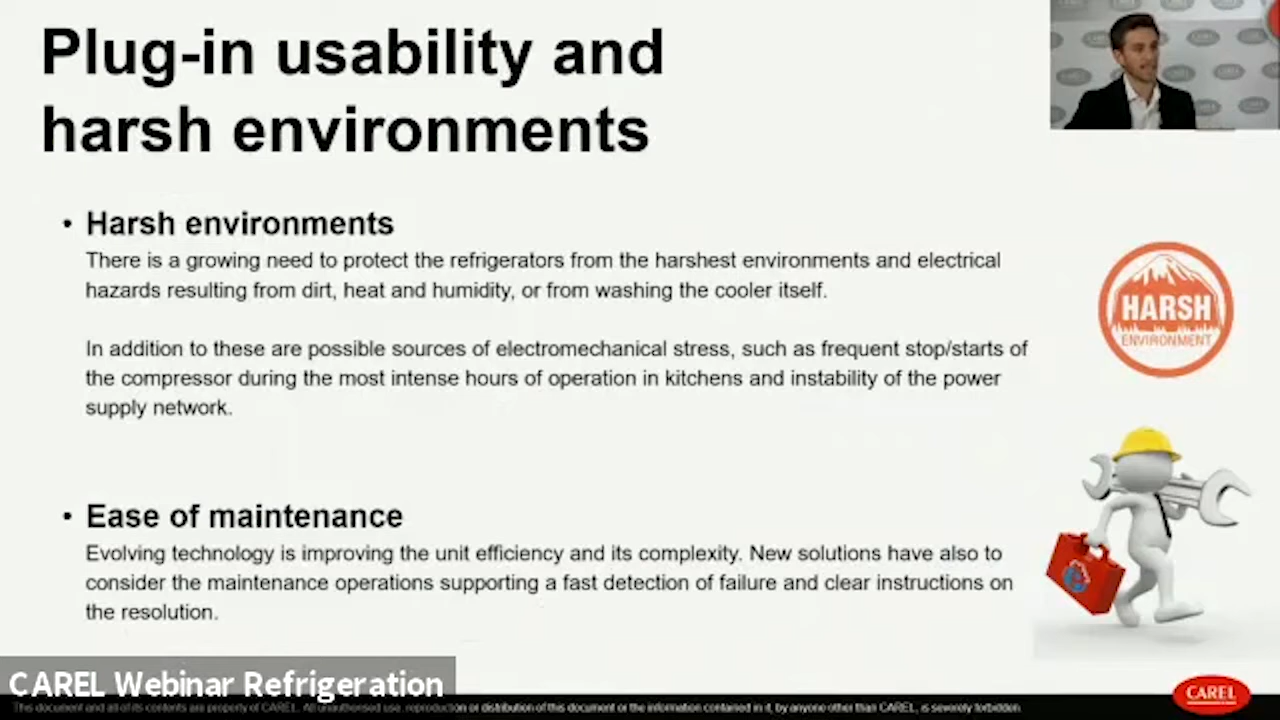 Plug-in usability and
harsh environments
• Harsh environments
There is a growing need to protect the refrigerators from the harshest environments and electrical
hazards resulting from dirt, heat and humidity, or from washing the cooler itself.
In addition to these are possible sources of electromechanical stress, such as frequent stop/starts of
the compressor during the most intense hours of operation in kitchens and instability of the power
supply network.
HARSH
ENVIRONMENT
• Ease of maintenance
Evolving technology is improving the unit efficiency and its complexity. New solutions have also to
consider the maintenance operations supporting a fast detection of failure and clear instructions on
the resolution.
CAREL Webinar Refrigeration
CAREL
This document and all of its contents are property of CAREL. All unauthorised use, reproduction or distribution of this document or the information contained in it, by anyone other than CAREL, is severely forbidden.